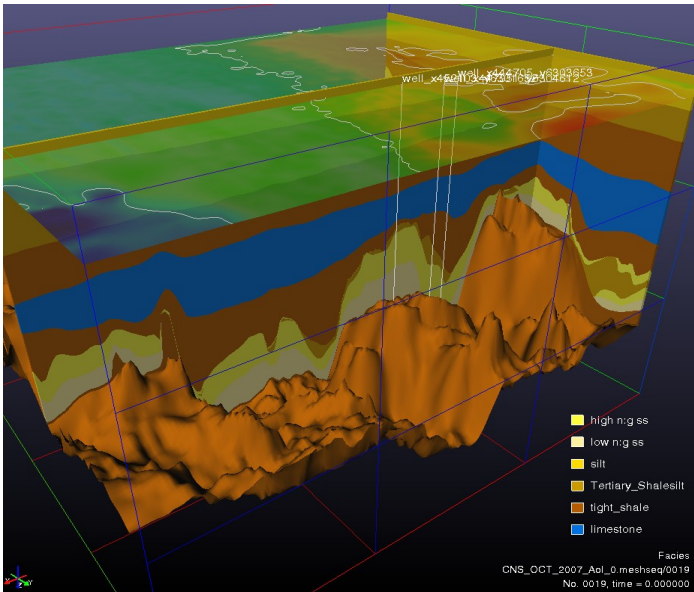 high n:g ss
low n:g ss
silt
Tertiary_Shalesilt
tight_shale
limestone
Facies
CNS_OCT_2007_AoI_0.meshseq/0019
No. 0019, time = 0.000000